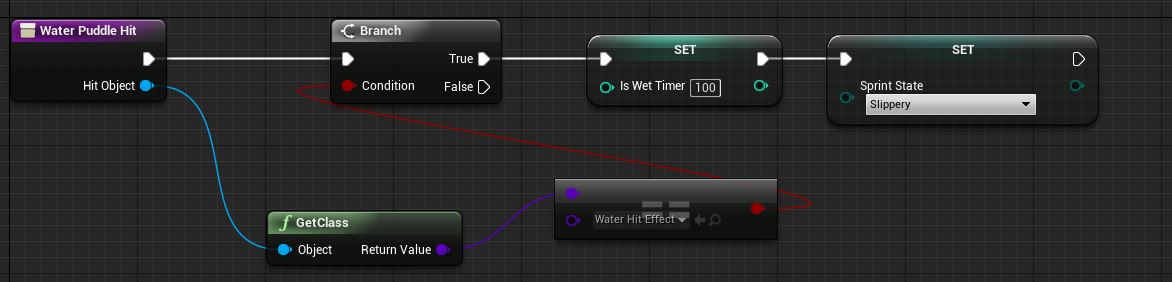 Water Puddle Hit
Hit Object
Branch
True
Condition
False
SET
Is Wet Timer 100
SET
Sprint State
Slippery
GetClass
Object Return Value
==
Water Hit Effect